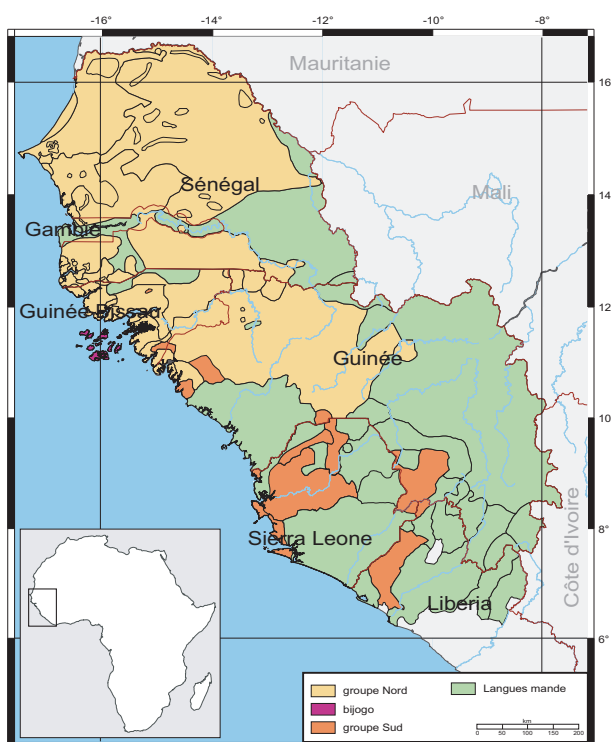 -16° -14° -12° -10° -8°
Mauritanie
16
Sénégal
Mali
14
Gambie
12
Guinée-Bissau
Guinée
10
Côte d'Ivoire
8°
Sierra Leone
Liberia
6°
groupe Nord
bijogo
groupe Sud
Langues mande
km
0 50 100 150 200